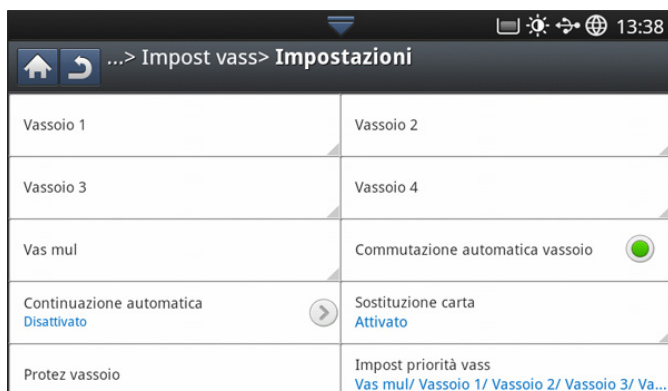 13:38
...> Impost vass> Impostazioni
Vassoio 1
Vassoio 2
Vassoio 3
Vassoio 4
Vas mul
Commutazione automatica vassoio
Continuazione automatica
Disattivato
Sostituzione carta
Attivato
Protez vassoio
Impost priorità vass
Vas mul/ Vassoio 1/ Vassoio 2/ Vassoio 3/ Va...